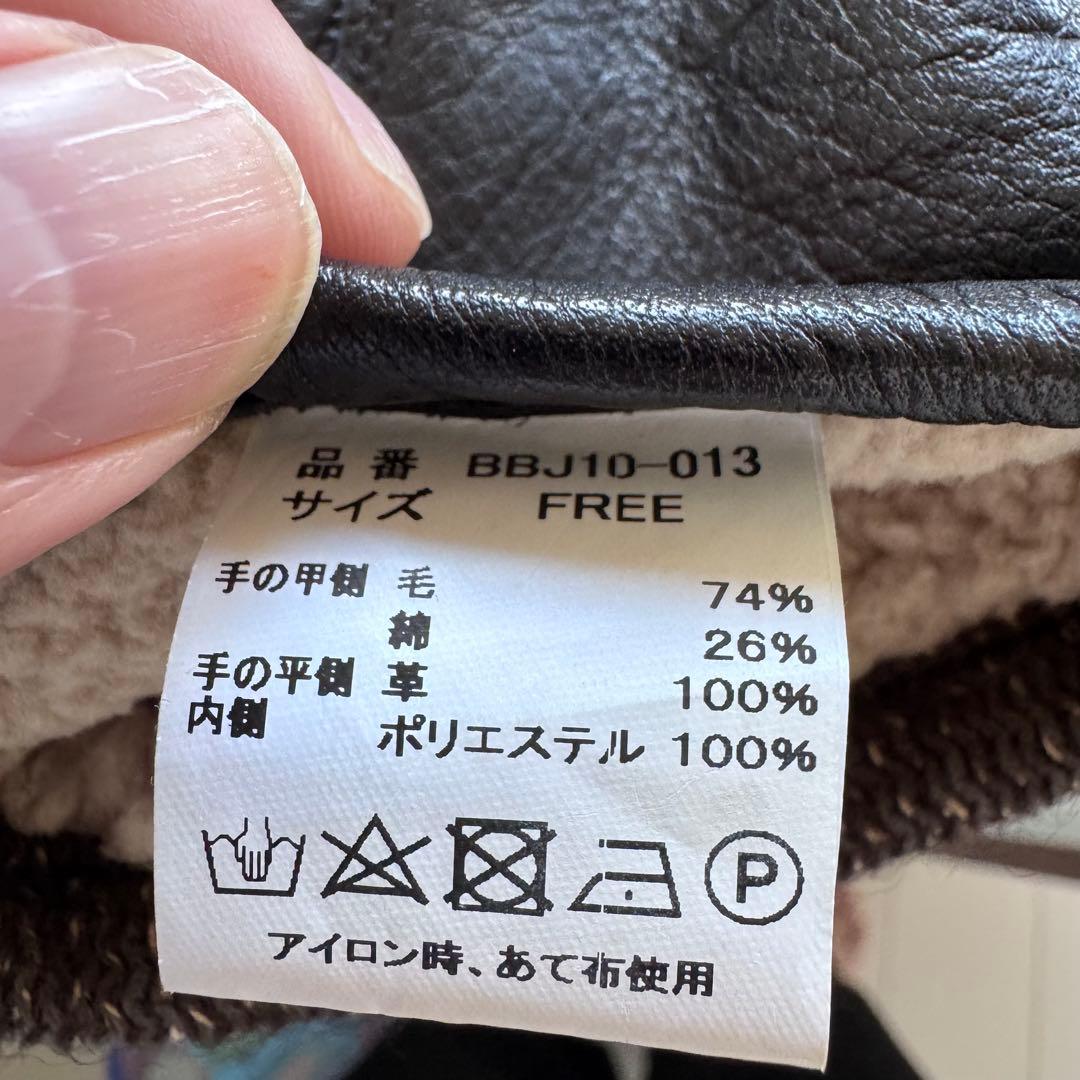 品番 BBJ10-013
サイズ FREE
手の甲側 毛 74%
綿 26%
手の平側 革 100%
内側 ポリエステル 100%
P
アイロン時、あて布使用